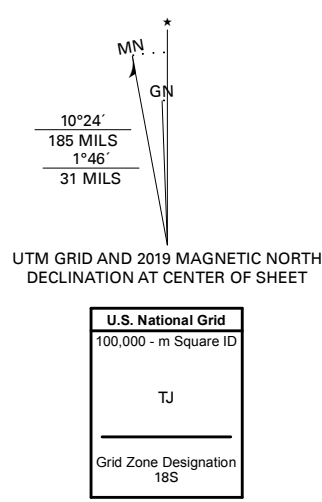 ★
MN
GN
10°24´
185 MILS
1°46´
31 MILS
UTM GRID AND 2019 MAGNETIC NORTH
DECLINATION AT CENTER OF SHEET
U.S. National Grid
100,000 - m Square ID
TJ
Grid Zone Designation
18S